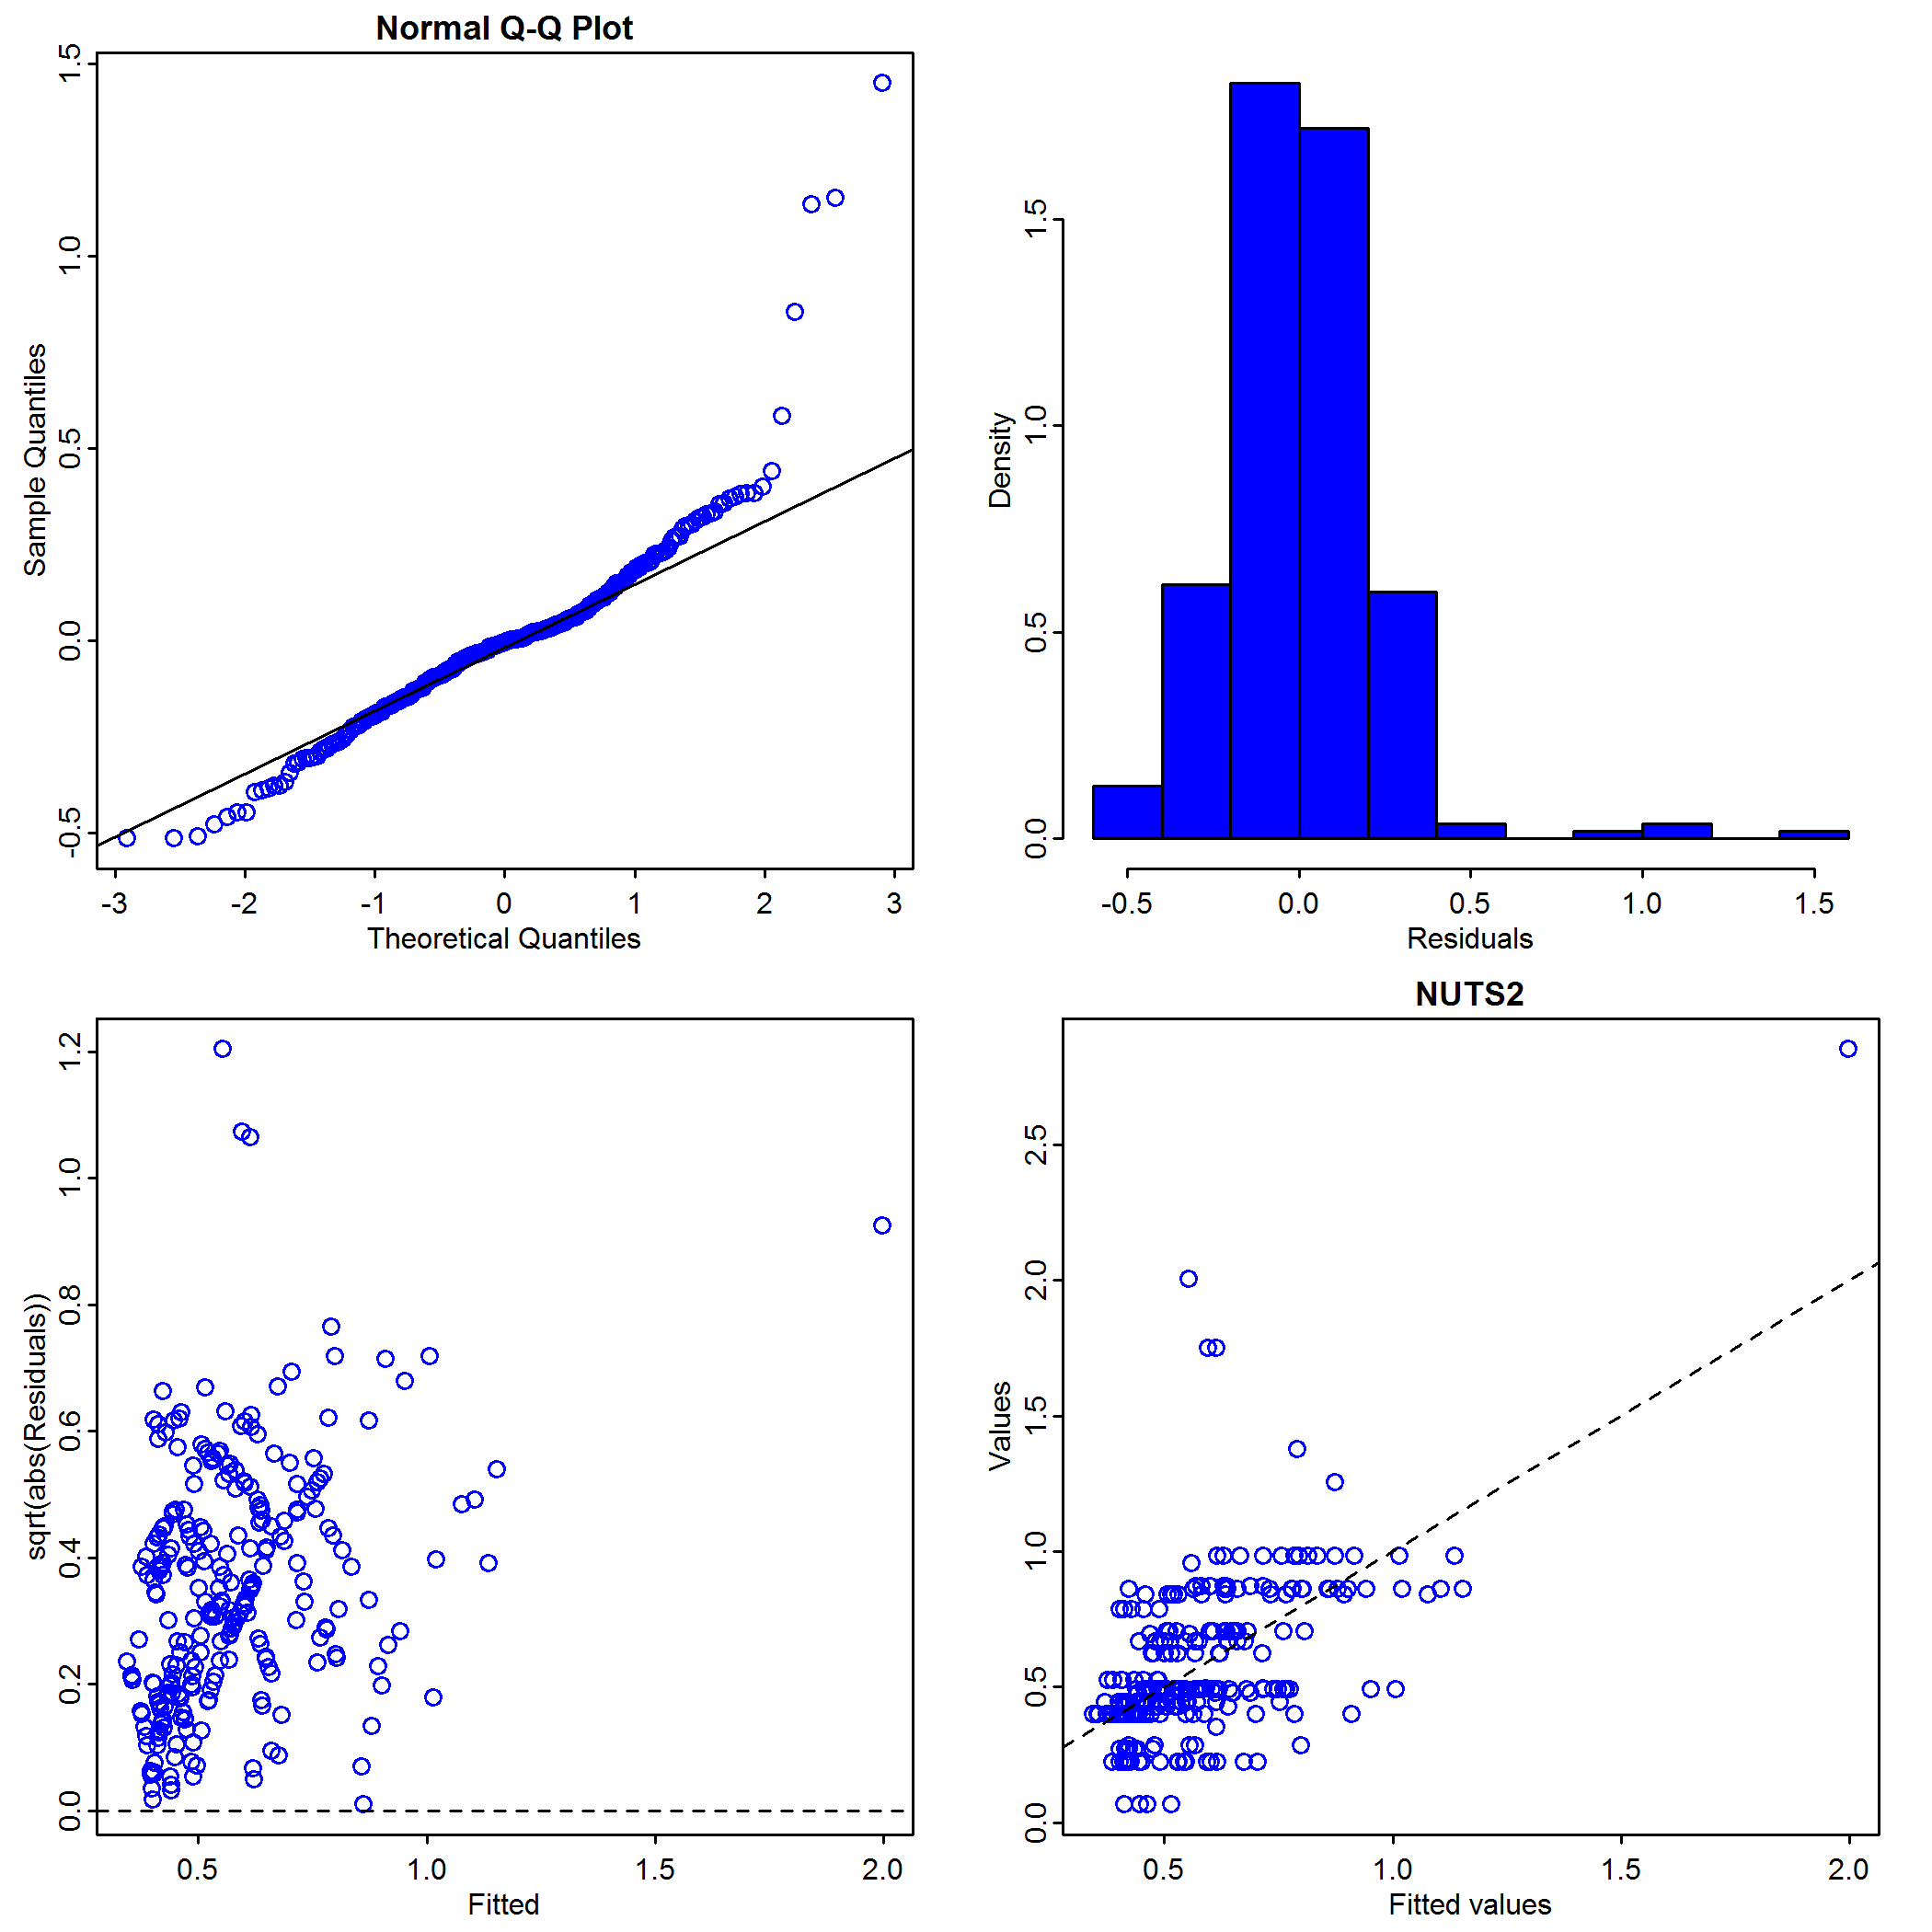 Normal Q-Q Plot
1.5
1.0
0.5
0.0
-0.5
Sample Quantiles
-3 -2 -1 0 1 2 3
Theoretical Quantiles
1.5
1.0
0.5
0.0
Density
-0.5 0.0 0.5 1.0 1.5
Residuals
1.2
1.0
0.8
0.6
0.4
0.2
0.0
sqrt(abs(Residuals))
0.5 1.0 1.5 2.0
Fitted
NUTS2
2.5
2.0
1.5
1.0
0.5
0.0
Values
0.5 1.0 1.5 2.0
Fitted values